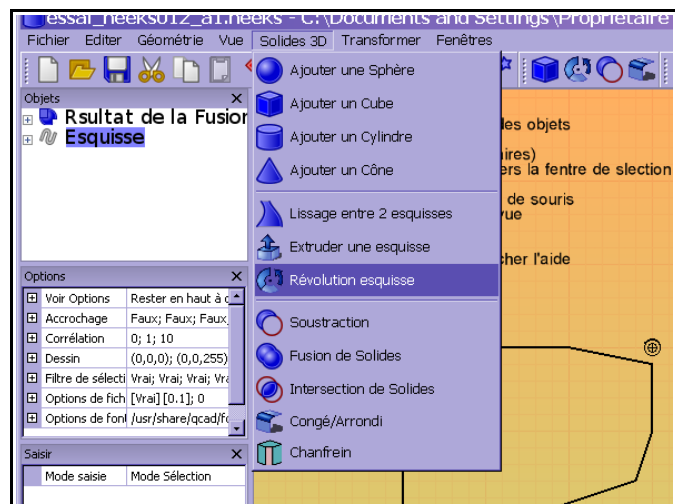 essai_heeks012_a1.heeks - C:\Documents and Settings\Propriétaire
Fichier Editer Géométrie Vue Solides 3D Transformer Fenêtres
Objets X
Rsultat de la Fusion
Esquisse
Ajouter une Sphère
Ajouter un Cube
Ajouter un Cylindre
Ajouter un Cône
Lissage entre 2 esquisses
Extruder une esquisse
Révolution esquisse
Soustraction
Fusion de Solides
Intersection de Solides
Congé/Arrondi
Chanfrein
les objets
aires)
ers la fentre de slection
de souris
vue
cher l'aide
Options X
Voir Options Rester en haut à
Accrochage Faux; Faux; Faux
Corrélation 0; 1; 10
Dessin (0,0,0); (0,0,255)
Filtre de sélecti Vrai; Vrai; Vrai; Vra
Options de fich [Vrai][0.1]; 0
Options de font /usr/share/qcad/fo
Saisir X
Mode saisie Mode Sélection